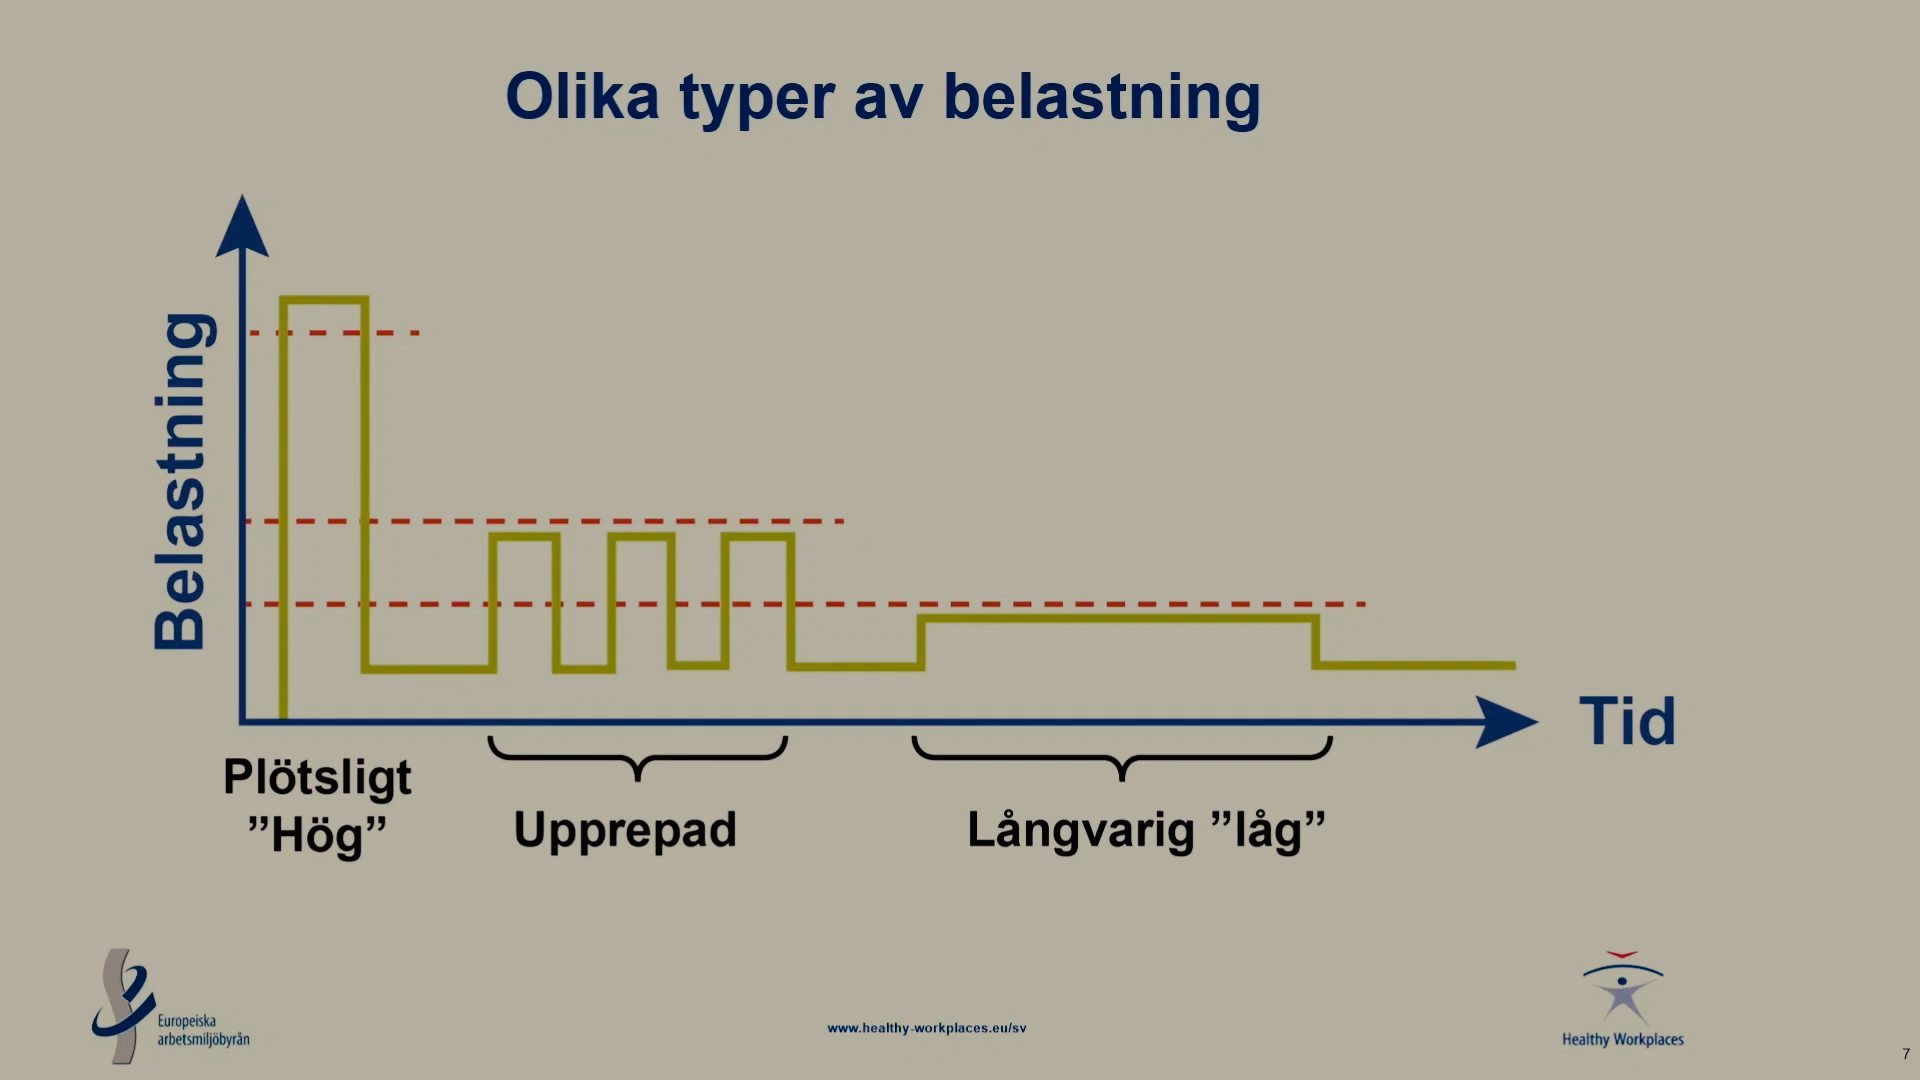 Olika typer av belastning
Belastning
Tid
Plötsligt
”Hög”
Upprepad
Långvarig ”låg”
Europeiska
arbetsmiljöbyrån
www.healthy-workplaces.eu/sv
Healthy Workplaces
7